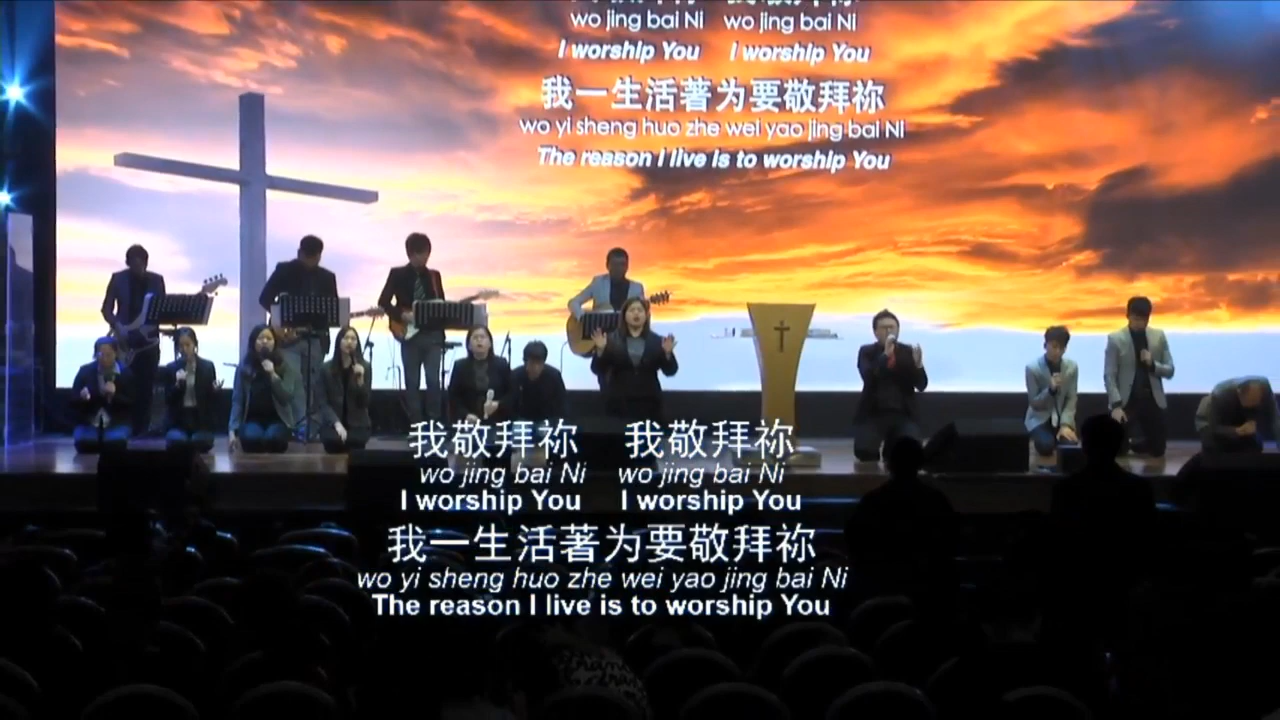 wo jing bai Ni wo jing bai Ni
I worship You I worship You
我一生活著为要敬拜祢
wo yi sheng huo zhe wei yao jing bai Ni
The reason I live is to worship You
我敬拜祢 我敬拜祢
wo jing bai Ni wo jing bai Ni
I worship You I worship You
我一生活著为要敬拜祢
wo yi sheng huo zhe wei yao jing bai Ni
The reason I live is to worship You